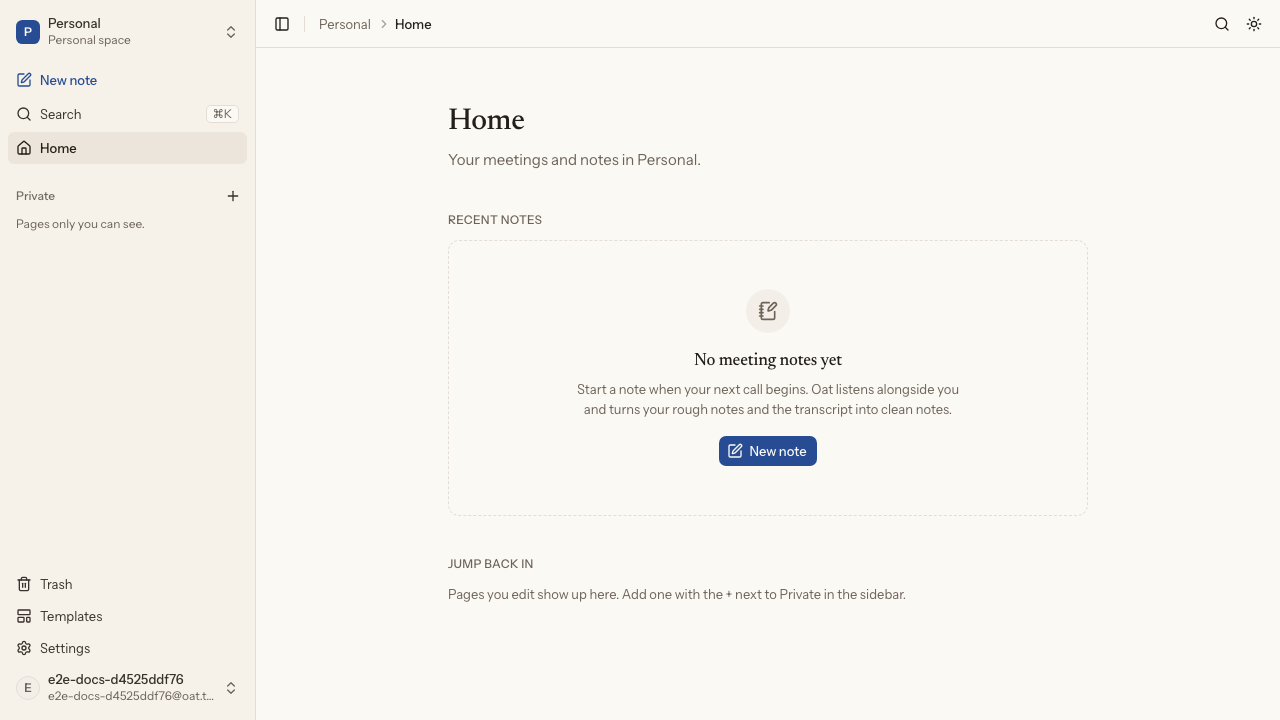 P
Personal
Personal space
New note
Search
⌘K
Home
Private
Pages only you can see.
Trash
Templates
Settings
E
e2e-docs-d4525ddf76
e2e-docs-d4525ddf76@oat.t...
Personal
Home
Home
Your meetings and notes in Personal.
RECENT NOTES
No meeting notes yet
Start a note when your next call begins. Oat listens alongside you
and turns your rough notes and the transcript into clean notes.
New note
JUMP BACK IN
Pages you edit show up here. Add one with the + next to Private in the sidebar.